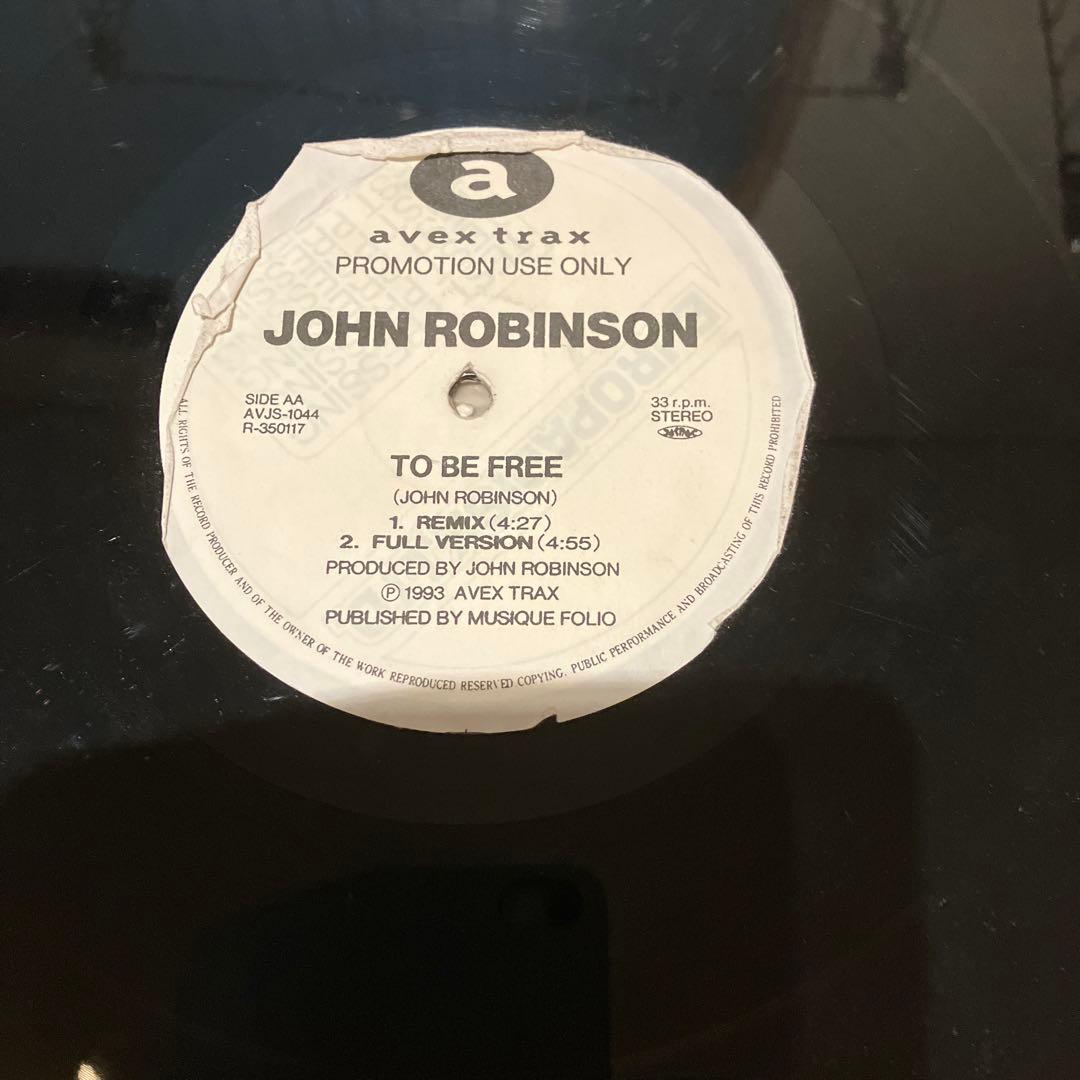 a
avex trax
PROMOTION USE ONLY
JOHN ROBINSON
SIDE AA
AVJS-1044
R-350117
33 r.p.m.
STEREO
TO BE FREE
(JOHN ROBINSON)
1. REMIX (4:27)
2. FULL VERSION (4:55)
PRODUCED BY JOHN ROBINSON
Ⓟ 1993 AVEX TRAX
PUBLISHED BY MUSIQUE FOLIO
ALL RIGHTS OF THE RECORD PRODUCER AND OF THE OWNER OF THE WORK REPRODUCED RESERVED COPYING, PUBLIC PERFORMANCE AND BROADCASTING OF THIS RECORD PROHIBITED